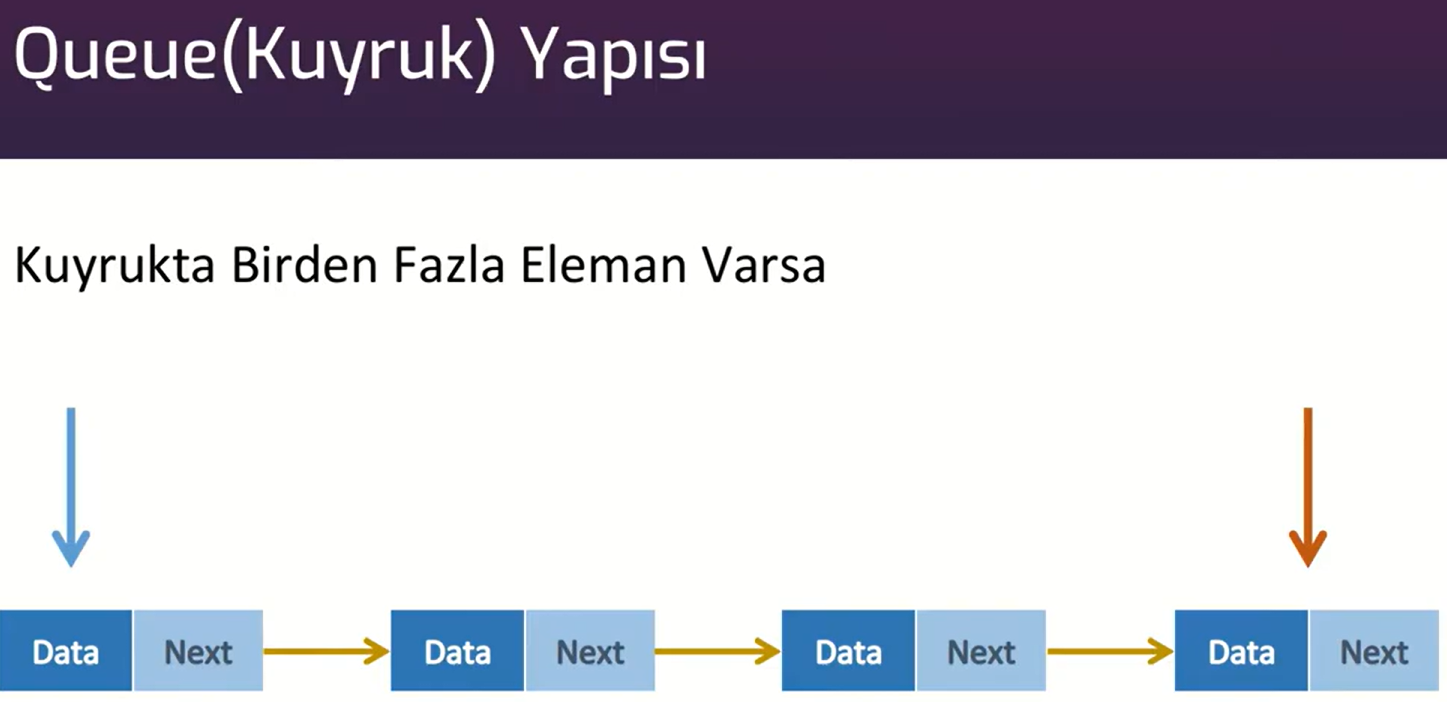 Queue(Kuyruk) Yapısı
Kuyrukta Birden Fazla Eleman Varsa
Data Next Data Next Data Next Data Next